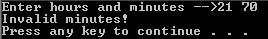 Enter hours and minutes -->21 70
Invalid minutes!
Press any key to continue . . .